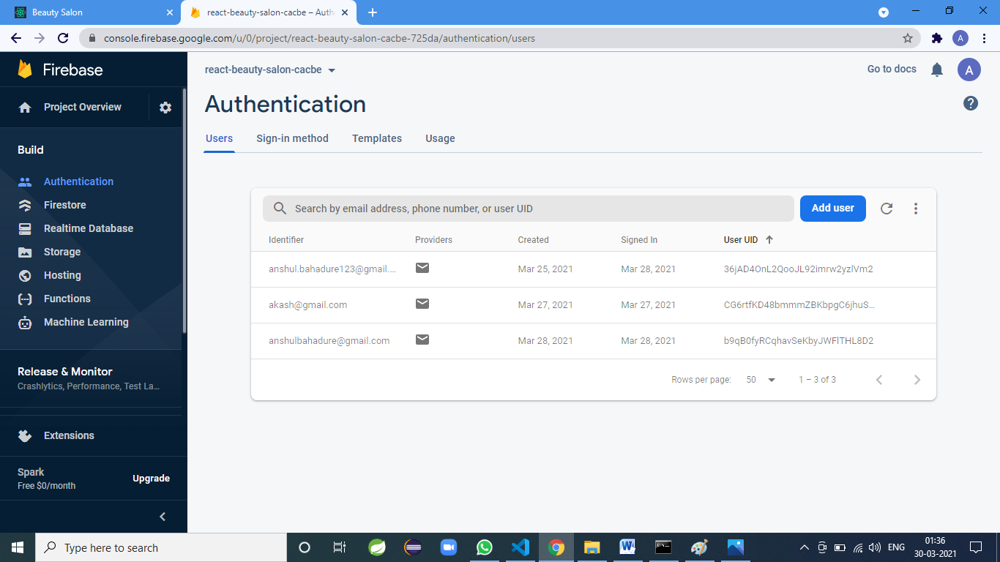 Beauty Salon
react-beauty-salon-cacbe – Auth
console.firebase.google.com/u/0/project/react-beauty-salon-cacbe-725da/authentication/users
A
Firebase
react-beauty-salon-cacbe
Go to docs
A
Project Overview
Authentication
Users Sign-in method Templates Usage
Build
Authentication
Firestore
Realtime Database
Storage
Hosting
Functions
Machine Learning
Release & Monitor
Crashlytics, Performance, Test La...
Extensions
Spark
Free $0/month
Upgrade
Search by email address, phone number, or user UID
Add user
Identifier Providers Created Signed In User UID
anshul.bahadure123@gmail.... Mar 25, 2021 Mar 28, 2021 36jAD4OnL2QooJL92imrw2yzlVm2
akash@gmail.com Mar 27, 2021 Mar 27, 2021 CG6rtfKD48bmmmZBKbpgC6jhuS...
anshulbahadure@gmail.com Mar 28, 2021 Mar 28, 2021 b9qB0fyRCqhavSeKbyJWFlTHL8D2
Rows per page: 50 1 – 3 of 3
Type here to search
ENG
01:36
30-03-2021